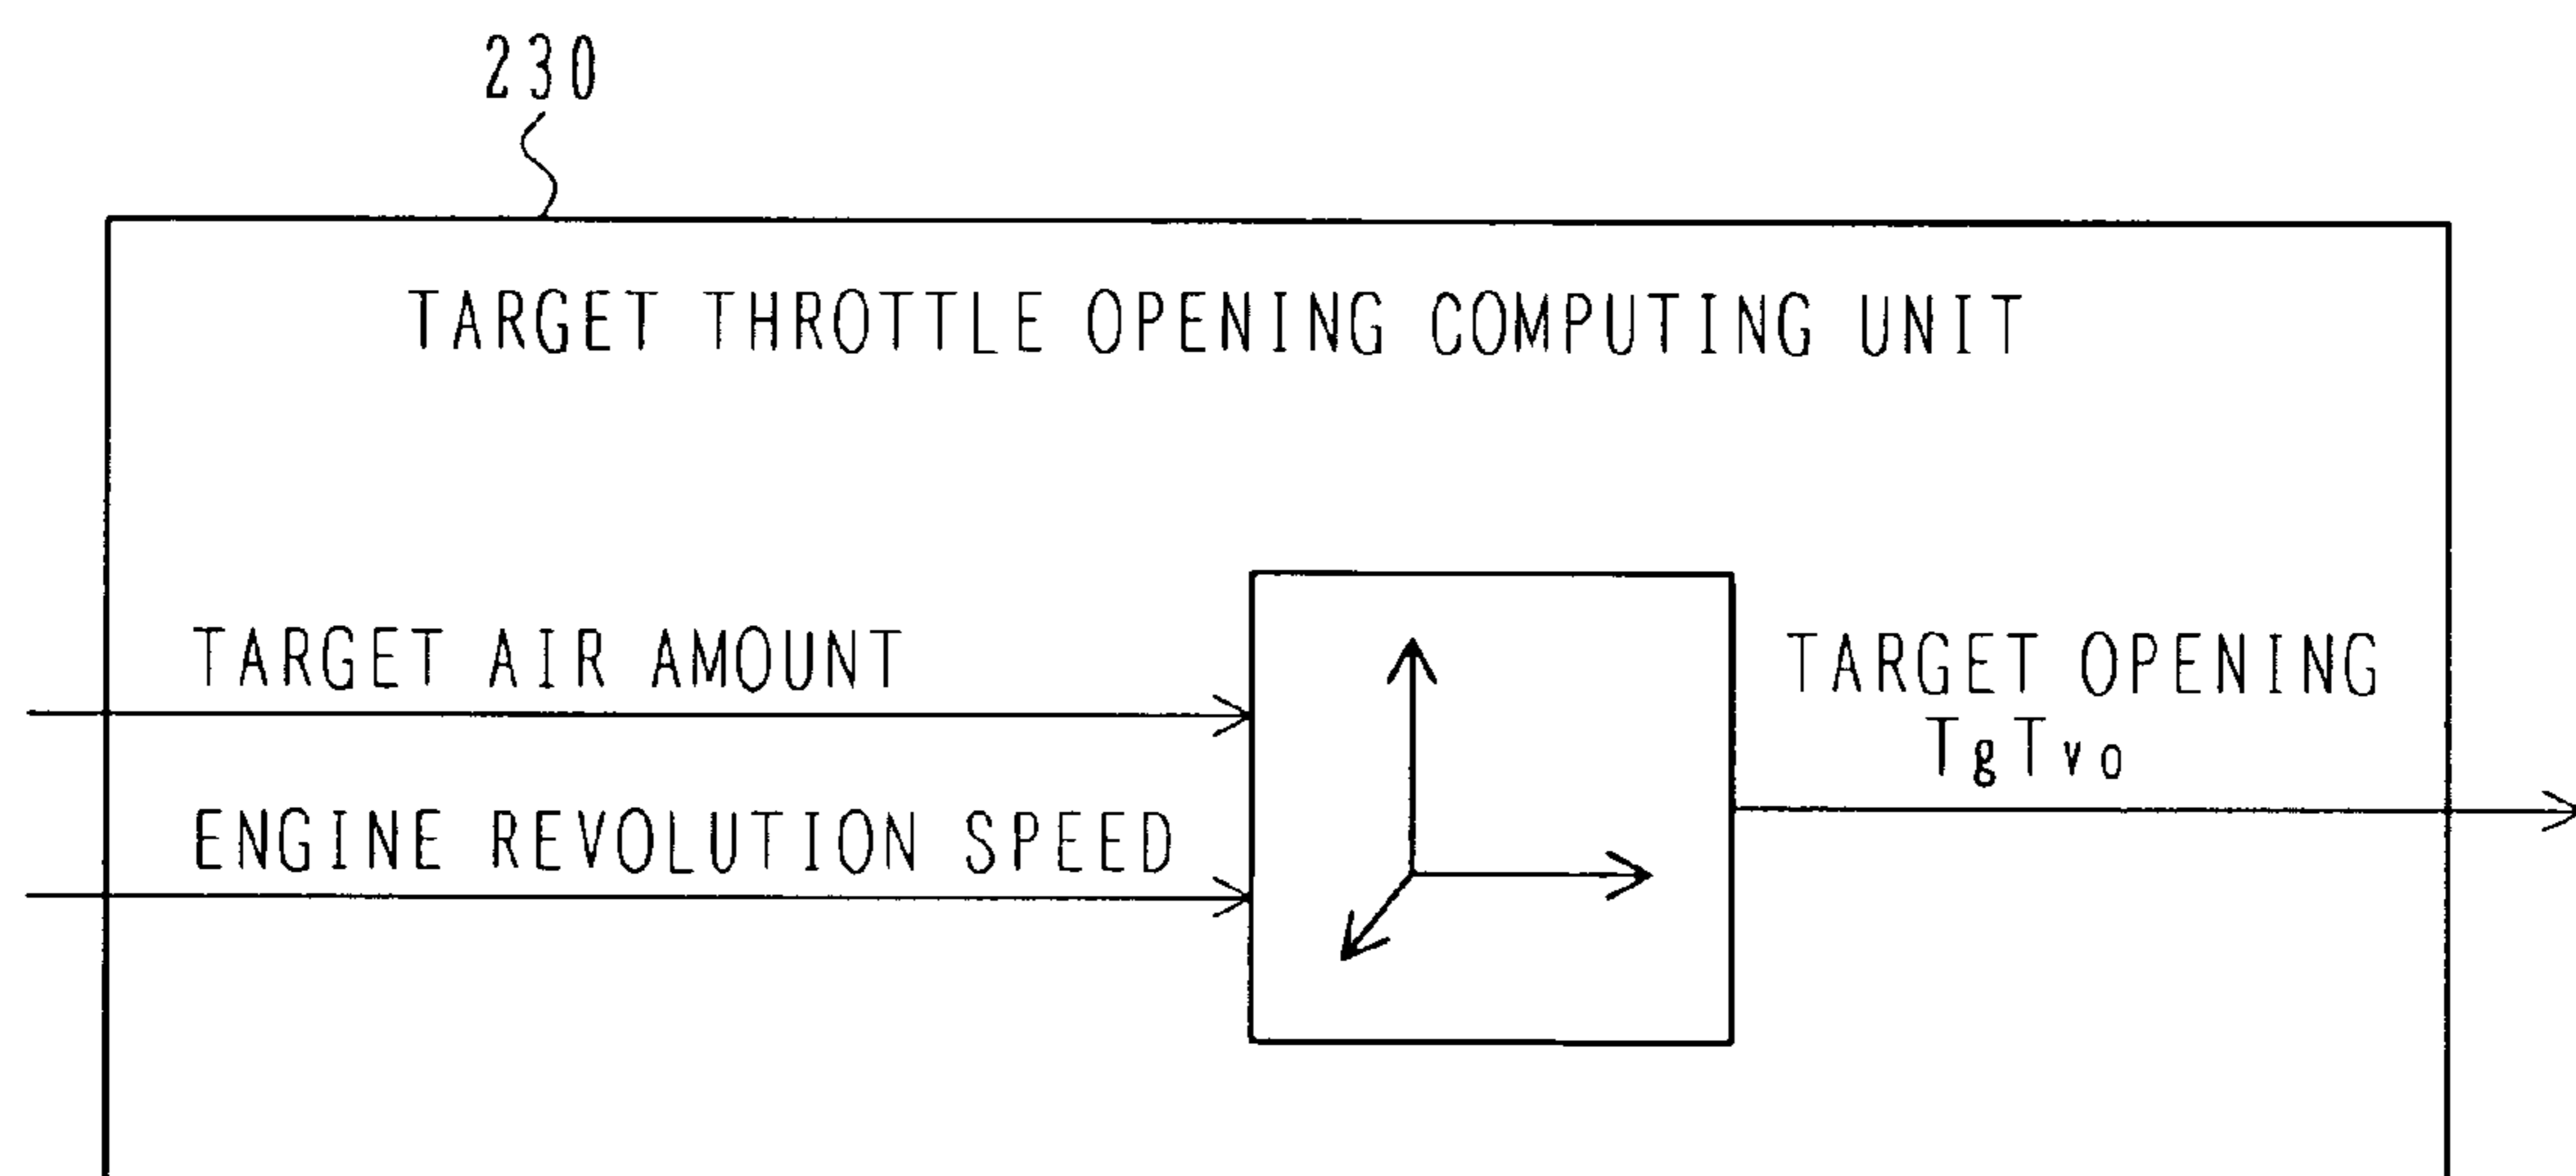 230
TARGET THROTTLE OPENING COMPUTING UNIT
TARGET AIR AMOUNT
TARGET OPENING
TgTvo
ENGINE REVOLUTION SPEED